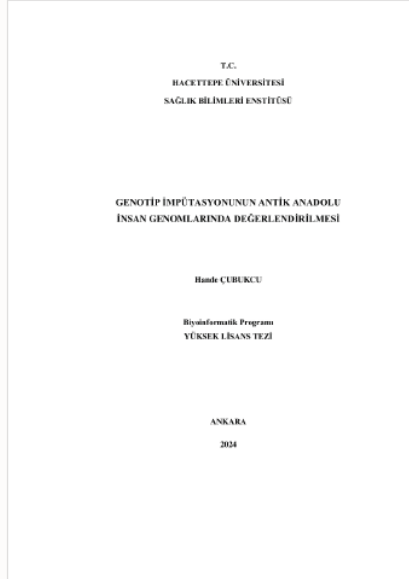 T.C.
HACETTEPE ÜNİVERSİTESİ
SAĞLIK BİLİMLERİ ENSTİTÜSÜ
GENOTİP İMPÜTASYONUNUN ANTİK ANADOLU
İNSAN GENOMLARINDA DEĞERLENDİRİLMESİ
Hande ÇUBUKCU
Biyoinformatik Programı
YÜKSEK LİSANS TEZİ
ANKARA
2024